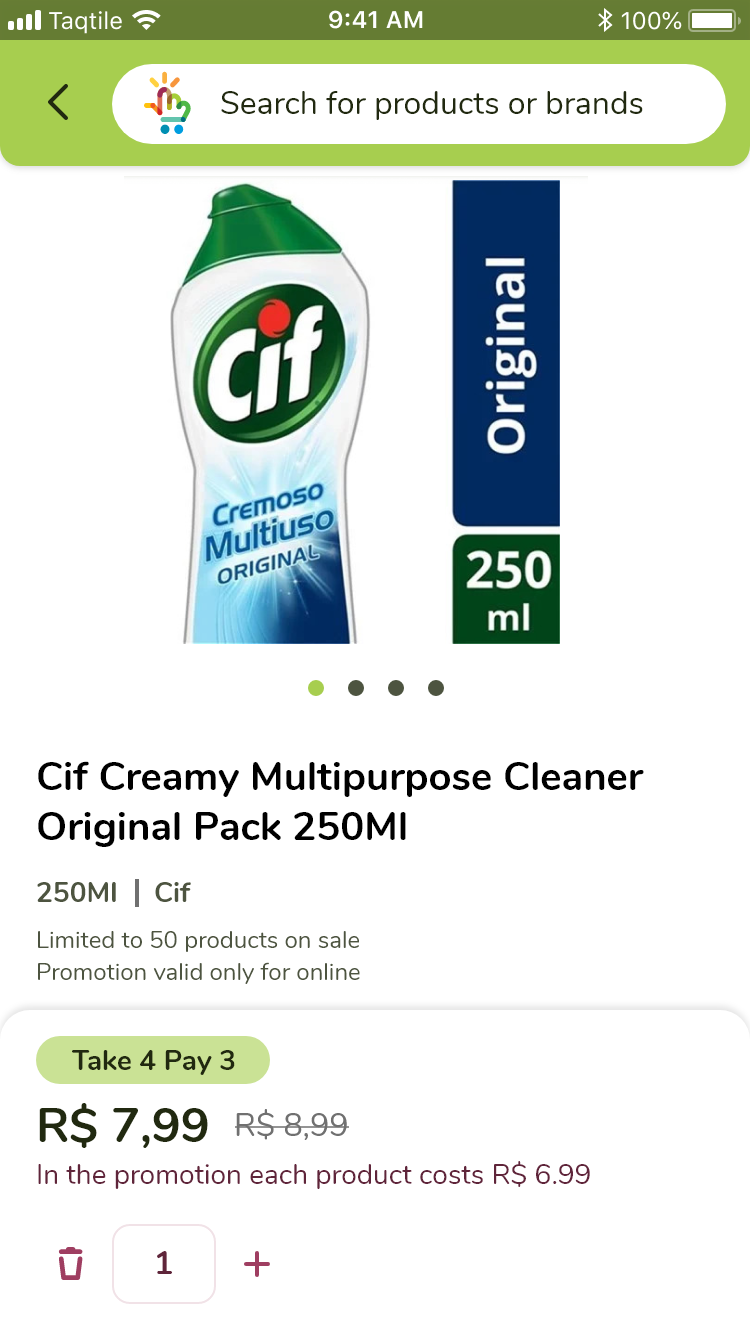 Taqtile 9:41 AM 100%
Search for products or brands
Cif
Cremoso
Multiuso
ORIGINAL
Original
250
ml
Cif Creamy Multipurpose Cleaner
Original Pack 250Ml
250Ml | Cif
Limited to 50 products on sale
Promotion valid only for online
Take 4 Pay 3
R$ 7,99 R$ 8,99
In the promotion each product costs R$ 6.99
1